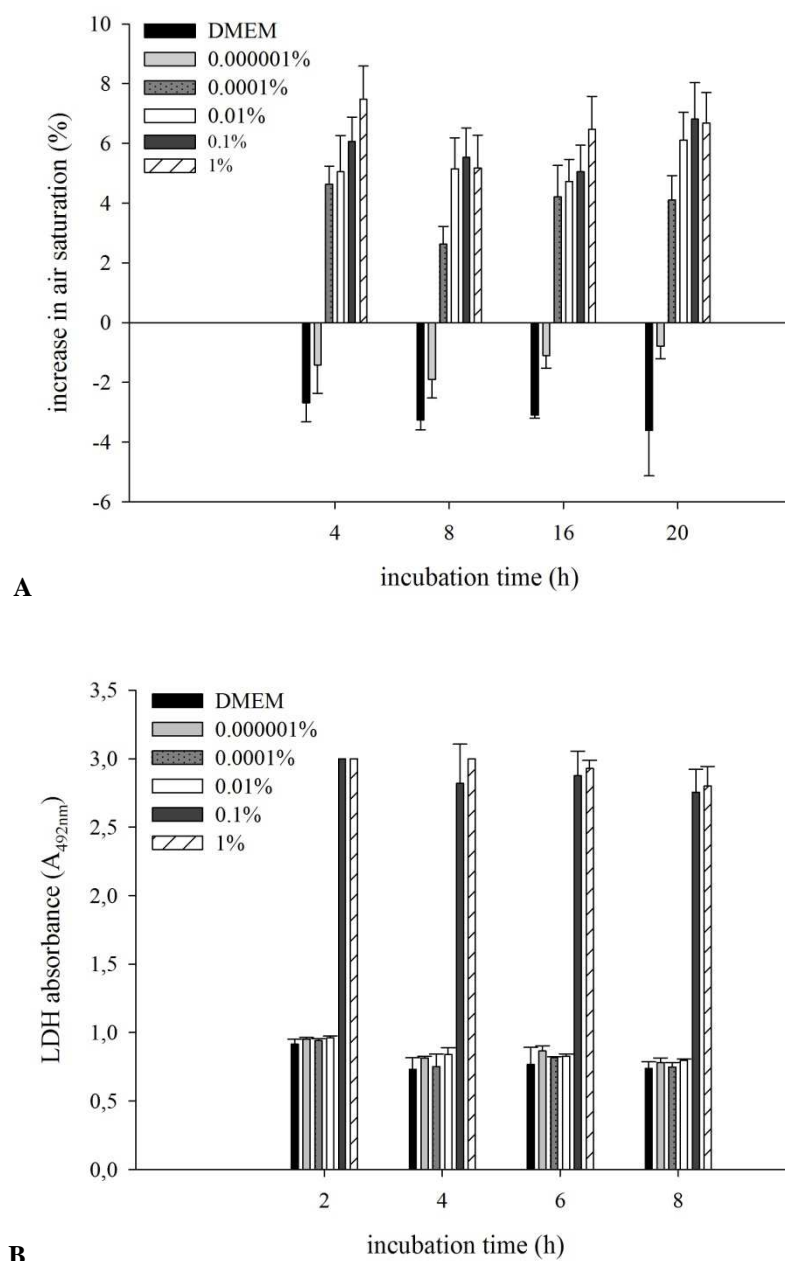 10
8
6
4
2
0
-2
-4
-6
increase in air saturation (%)
DMEM
0.000001%
0.0001%
0.01%
0.1%
1%
4 8 16 20
incubation time (h)
A
3,5
3,0
2,5
2,0
1,5
1,0
0,5
0,0
LDH absorbance (A492nm)
DMEM
0.000001%
0.0001%
0.01%
0.1%
1%
2 4 6 8
incubation time (h)
B